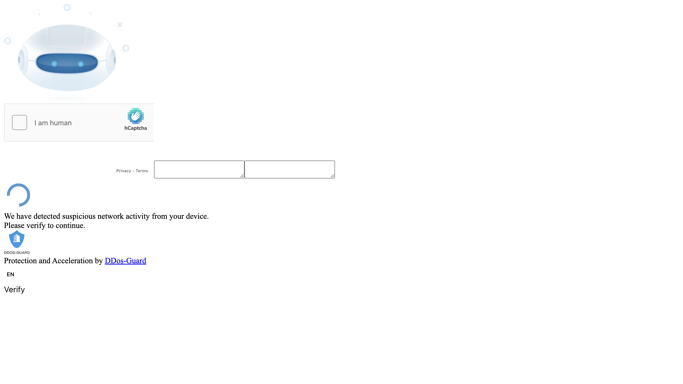 I am human
hCaptcha
Privacy - Terms
We have detected suspicious network activity from your device.
Please verify to continue.
DDOS-GUARD
Protection and Acceleration by DDos-Guard
EN
Verify